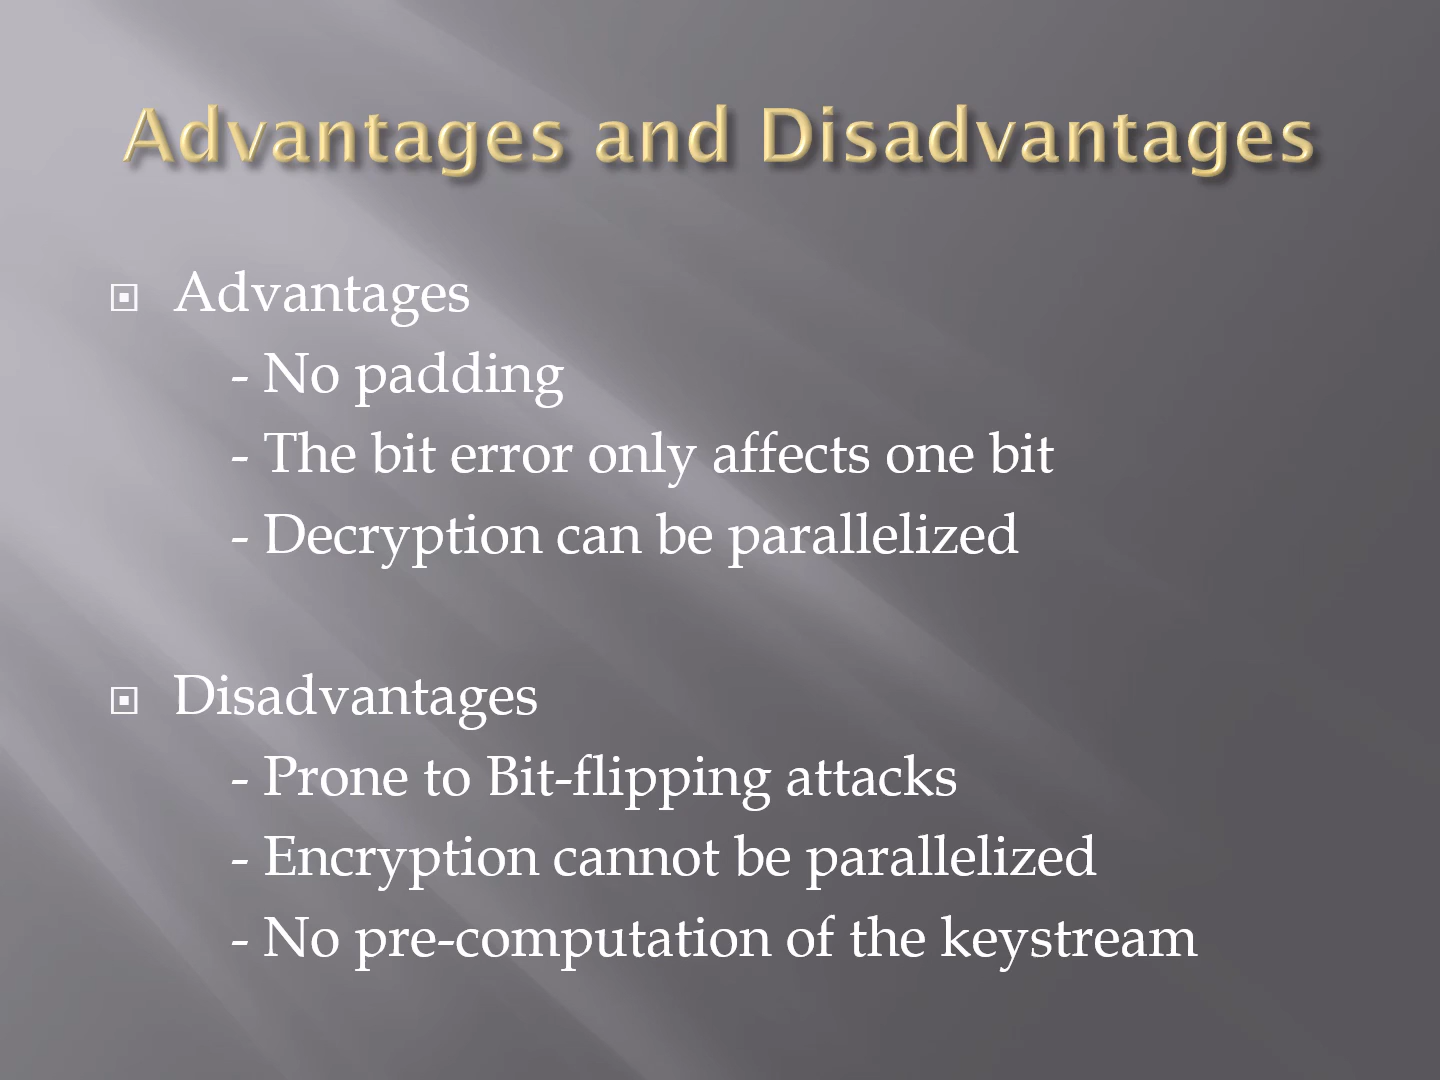 Advantages and Disadvantages
Advantages
- No padding
- The bit error only affects one bit
- Decryption can be parallelized
Disadvantages
- Prone to Bit-flipping attacks
- Encryption cannot be parallelized
- No pre-computation of the keystream